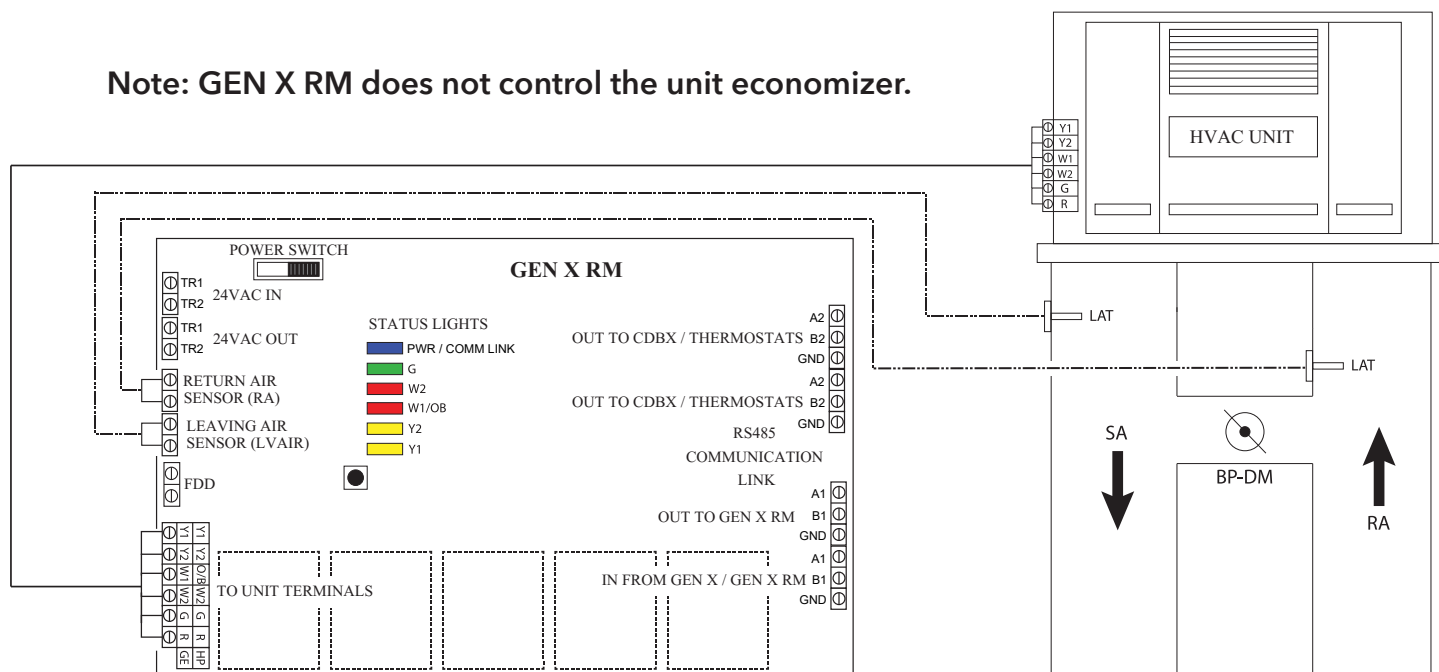 Note: GEN X RM does not control the unit economizer.
Y1
Y2
W1
W2
G
R
HVAC UNIT
POWER SWITCH
GEN X RM
TR1
24VAC IN
TR2
TR1
24VAC OUT
TR2
STATUS LIGHTS
PWR / COMM LINK
G
W2
W1/OB
Y2
Y1
RETURN AIR
SENSOR (RA)
LEAVING AIR
SENSOR (LVAIR)
FDD
A2
OUT TO CDBX / THERMOSTATS B2
GND
A2
OUT TO CDBX / THERMOSTATS B2
GND
RS485
COMMUNICATION
LINK
A1
OUT TO GEN X RM B1
GND
A1
IN FROM GEN X / GEN X RM B1
GND
Y1 Y1
Y2 Y2
W1 O/B
W2 W2
G G
R R
GE HP
TO UNIT TERMINALS
LAT
LAT
SA
BP-DM
RA